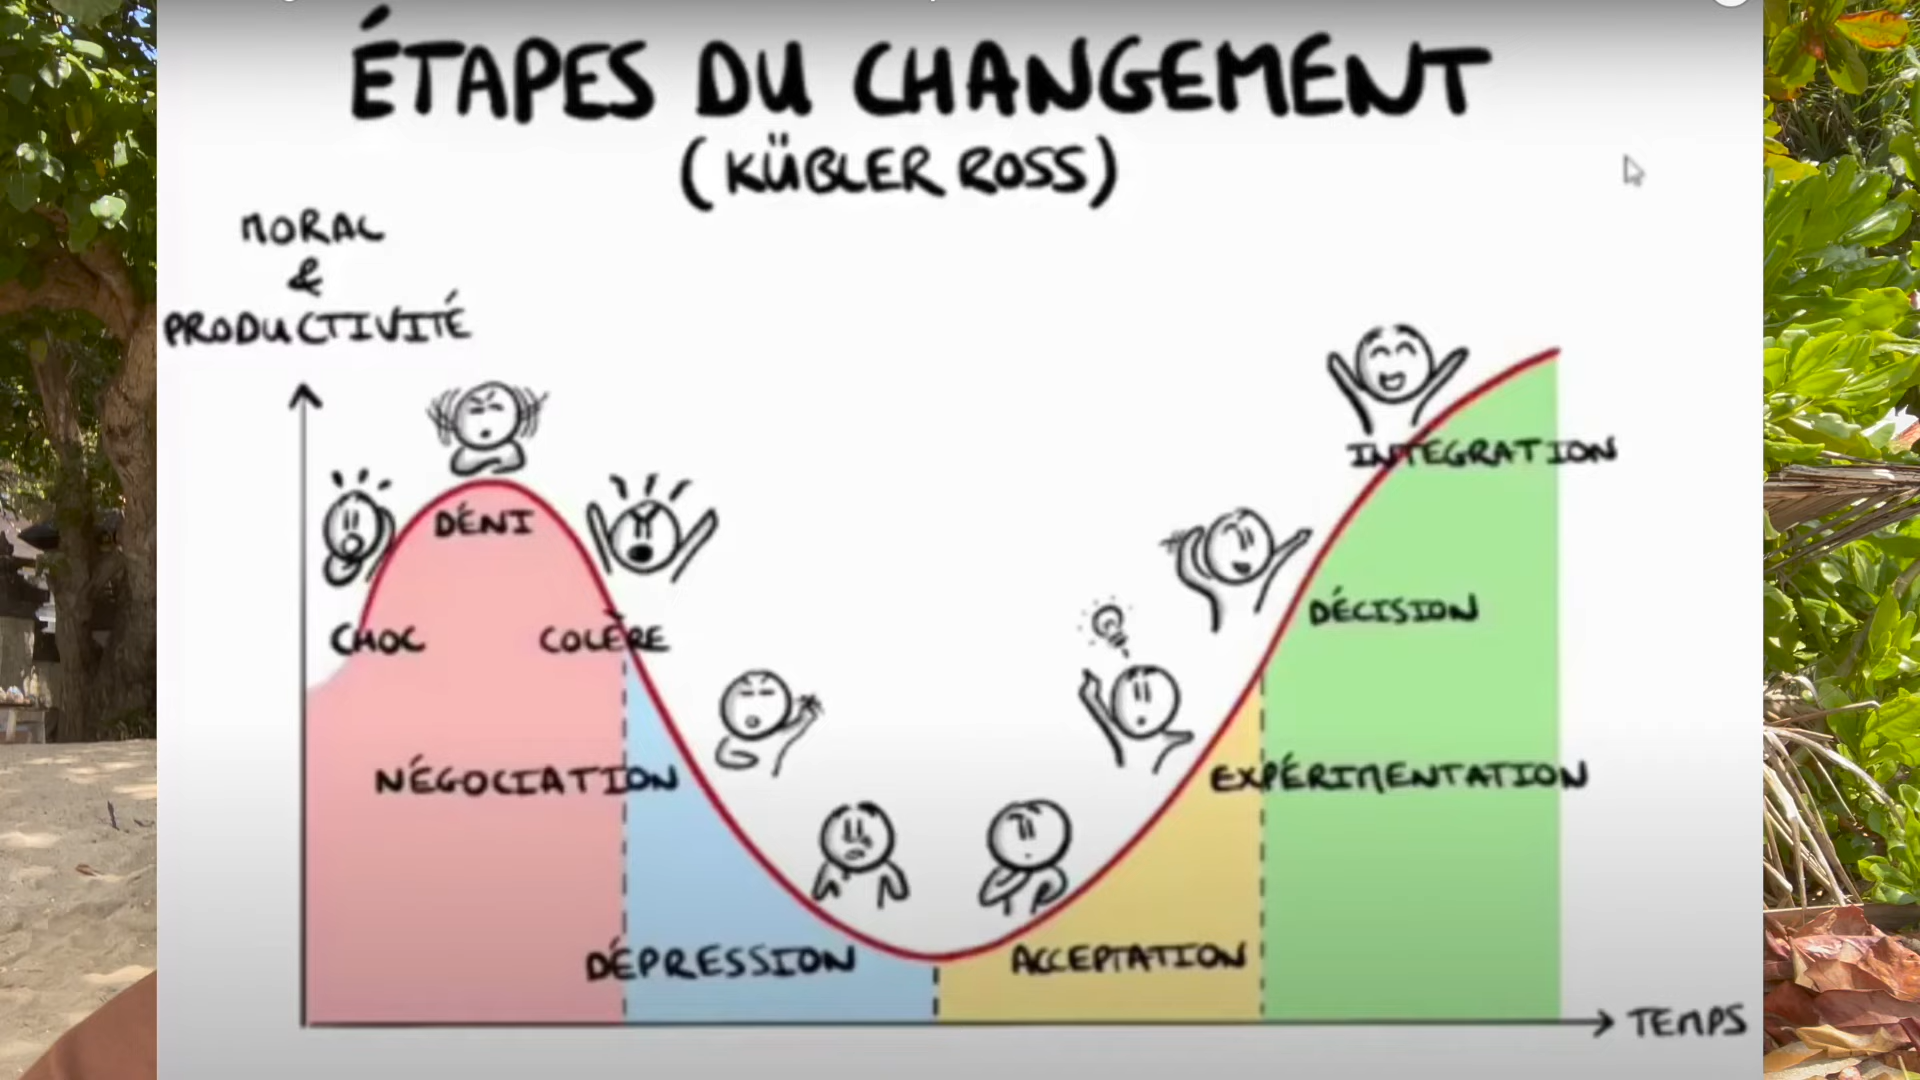 ÉTAPES DU CHANGEMENT
(KÜBLER ROSS)
MORAL
&
PRODUCTIVITÉ
INTEGRATION
DÉNI
DÉCISION
CHOC
COLÈRE
NÉGOCIATION
EXPÉRIMENTATION
DÉPRESSION
ACCEPTATION
TEMPS